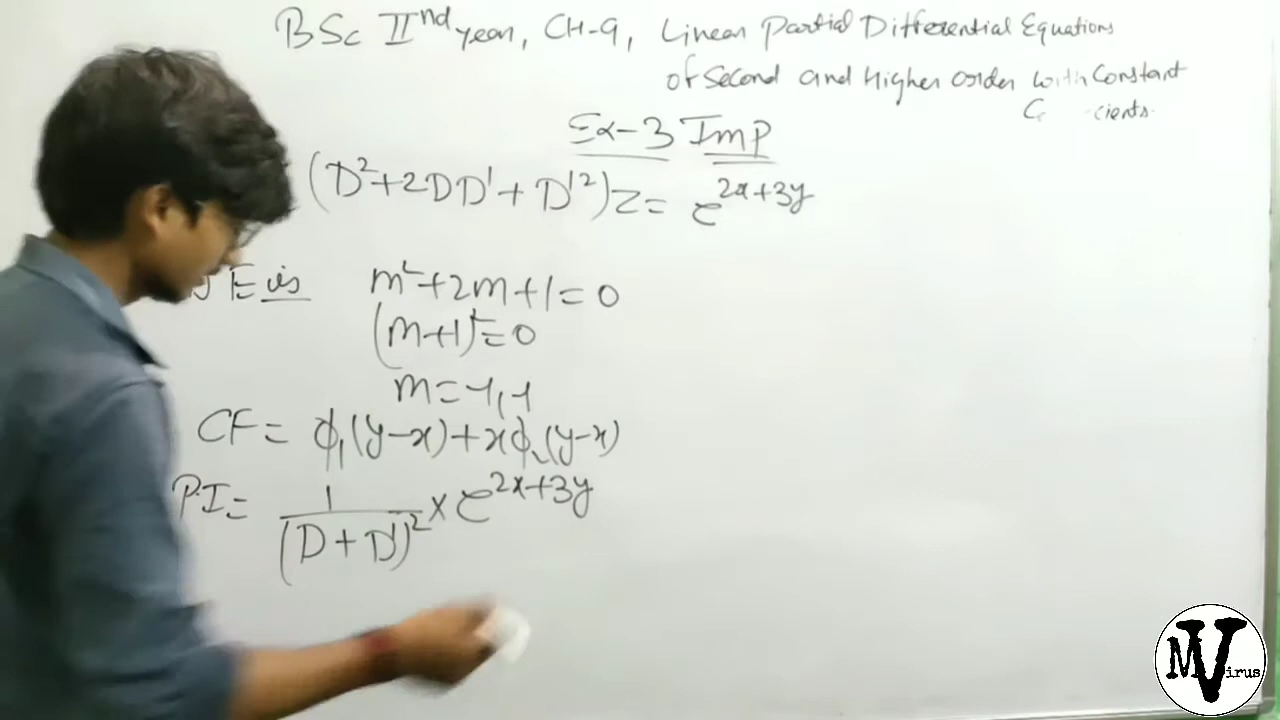 BSc IInd year, CH-9, Linear Partial Differential Equations
of Second and Higher order with Constant
cients.
Ex-3 Imp
(D²+2DD'+D'²)z= e^{2x+3y}
E is m²+2m+1=0
(m+1)²=0
m=-1,-1
CF= ϕ₁(y-x)+xϕ₂(y-x)
P.I= 1/(D+D')² × e^{2x+3y}
MVirus